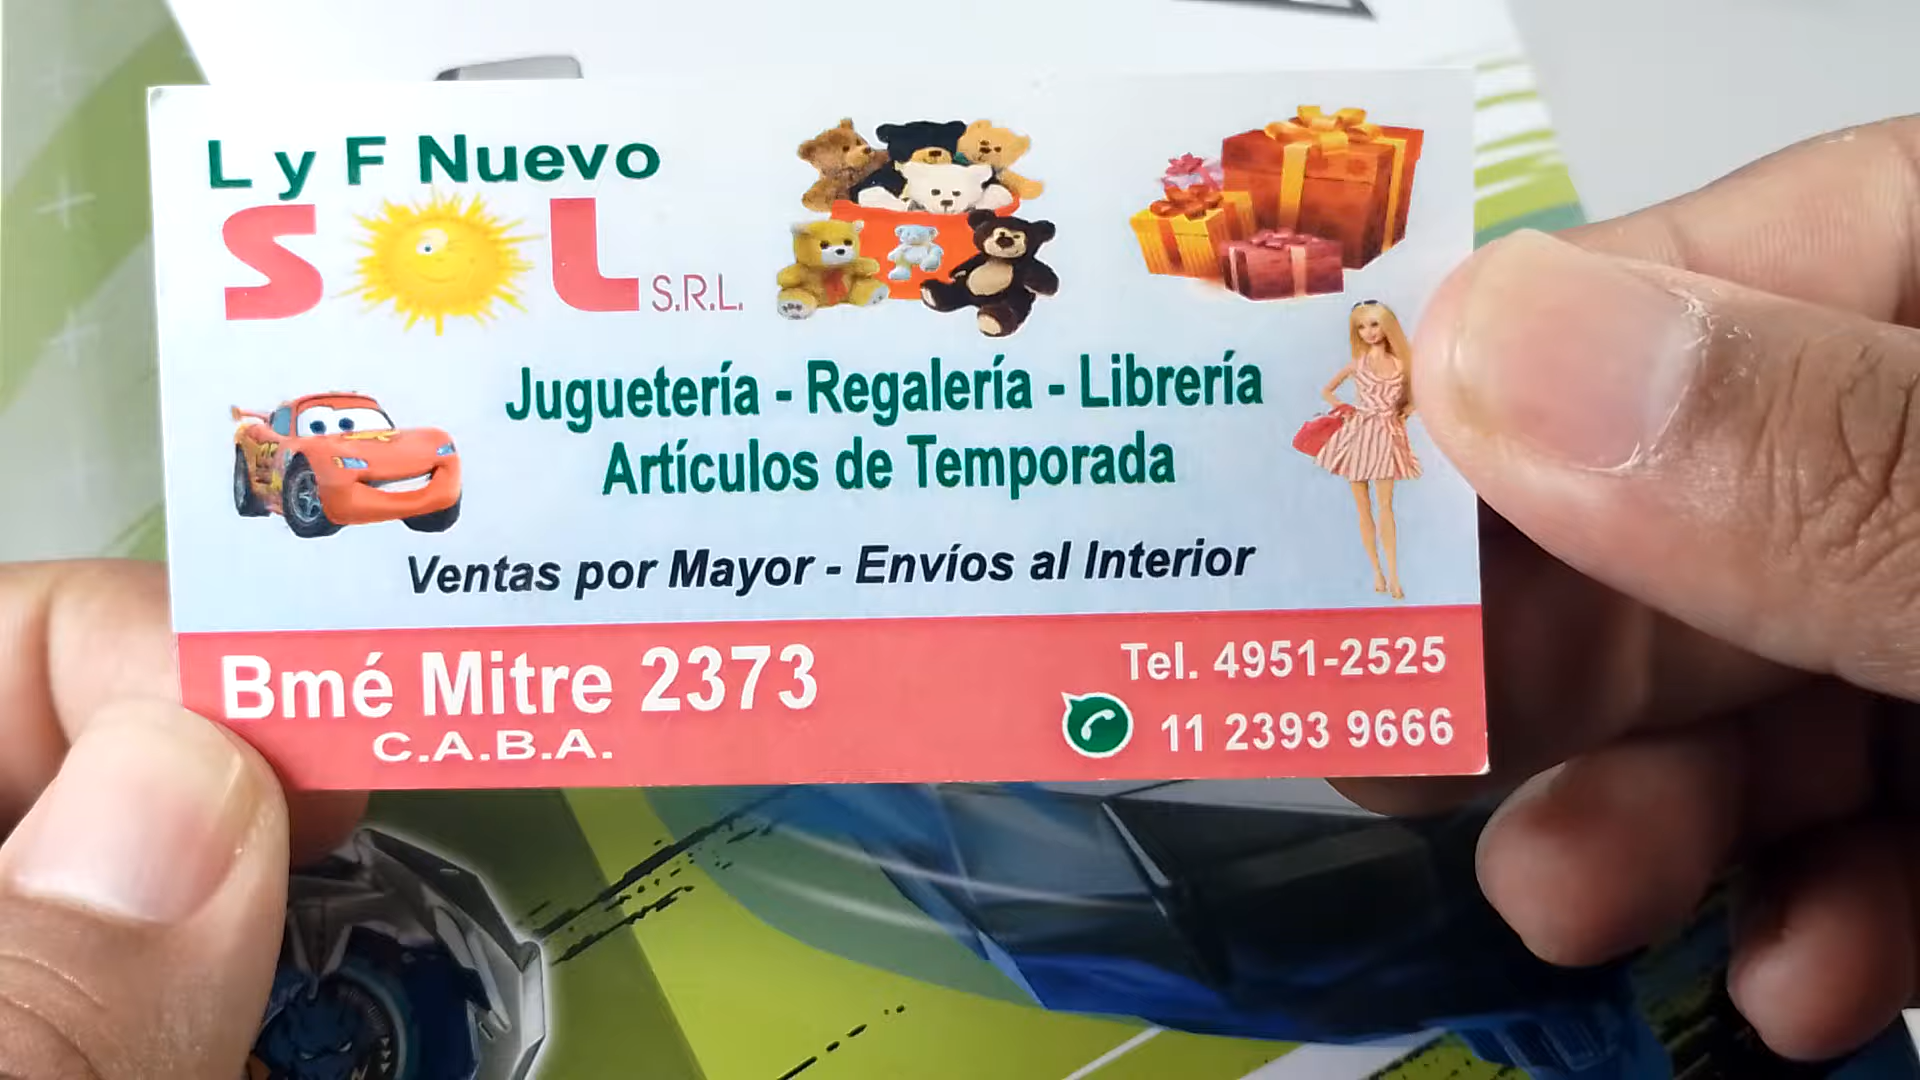 L y F Nuevo
SOL S.R.L.
Juguetería - Regalería - Librería
Artículos de Temporada
Ventas por Mayor - Envíos al Interior
Bmé Mitre 2373
C.A.B.A.
Tel. 4951-2525
11 2393 9666